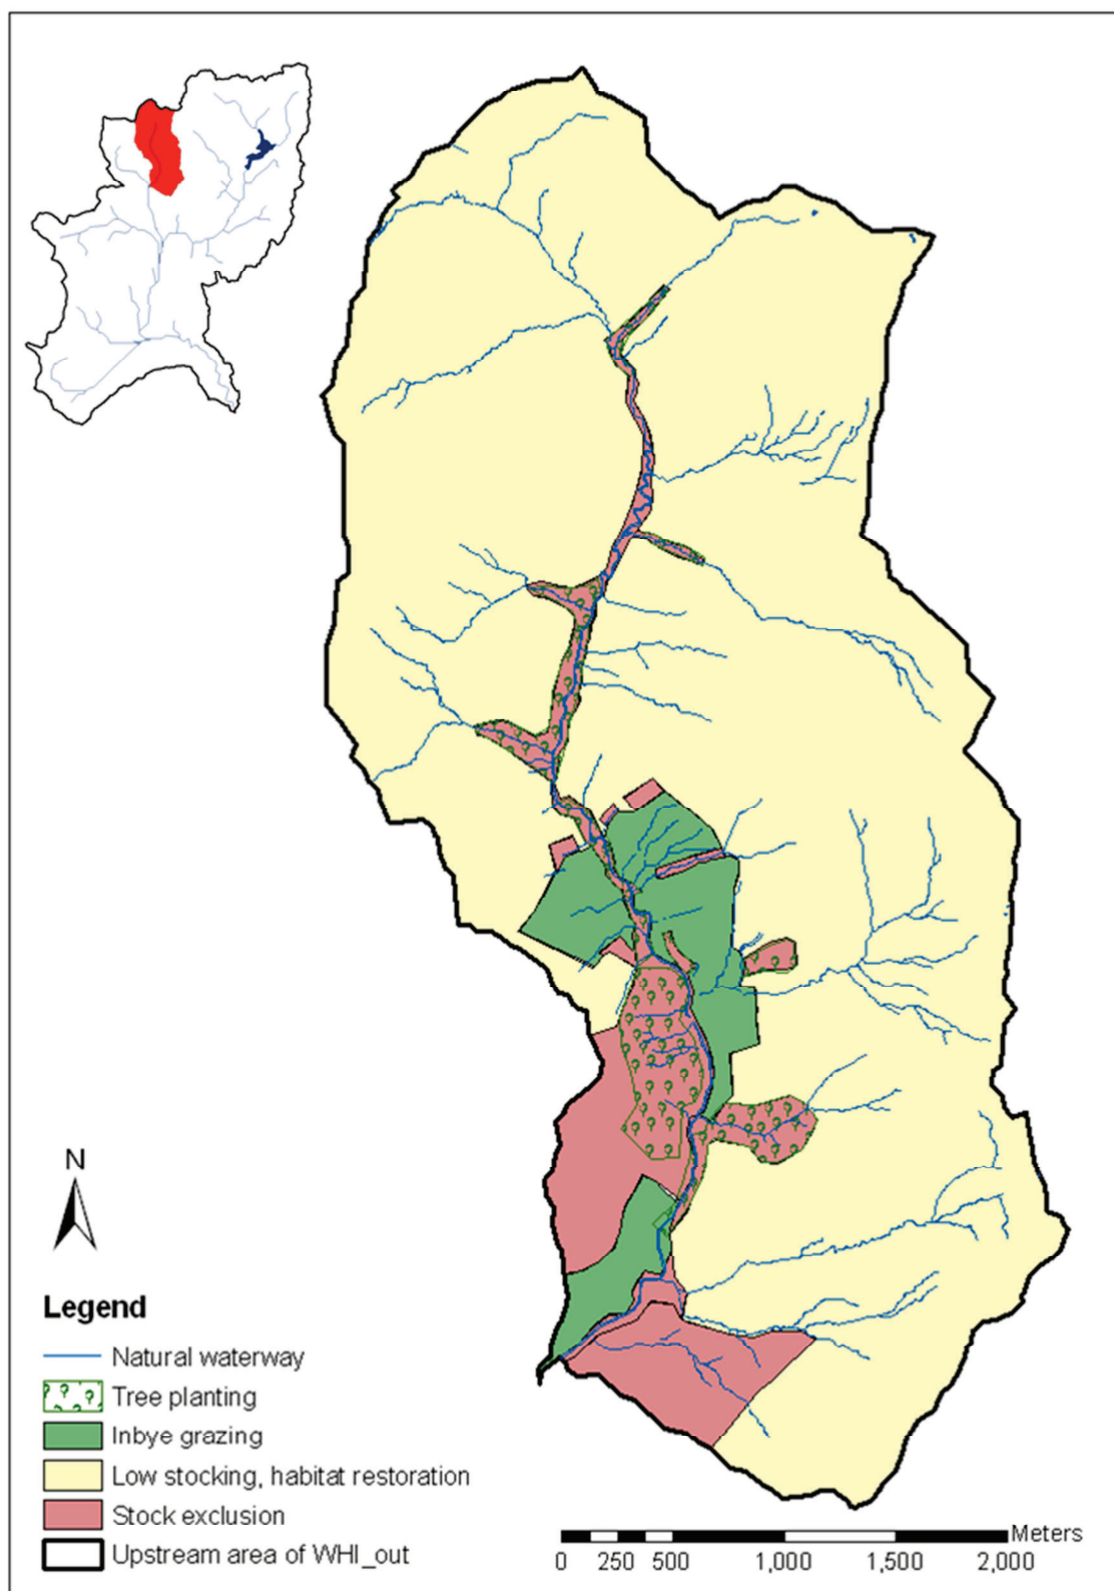 N
Legend
Natural waterway
Tree planting
Inbye grazing
Low stocking, habitat restoration
Stock exclusion
Upstream area of WHI_out
Meters
0 250 500 1,000 1,500 2,000